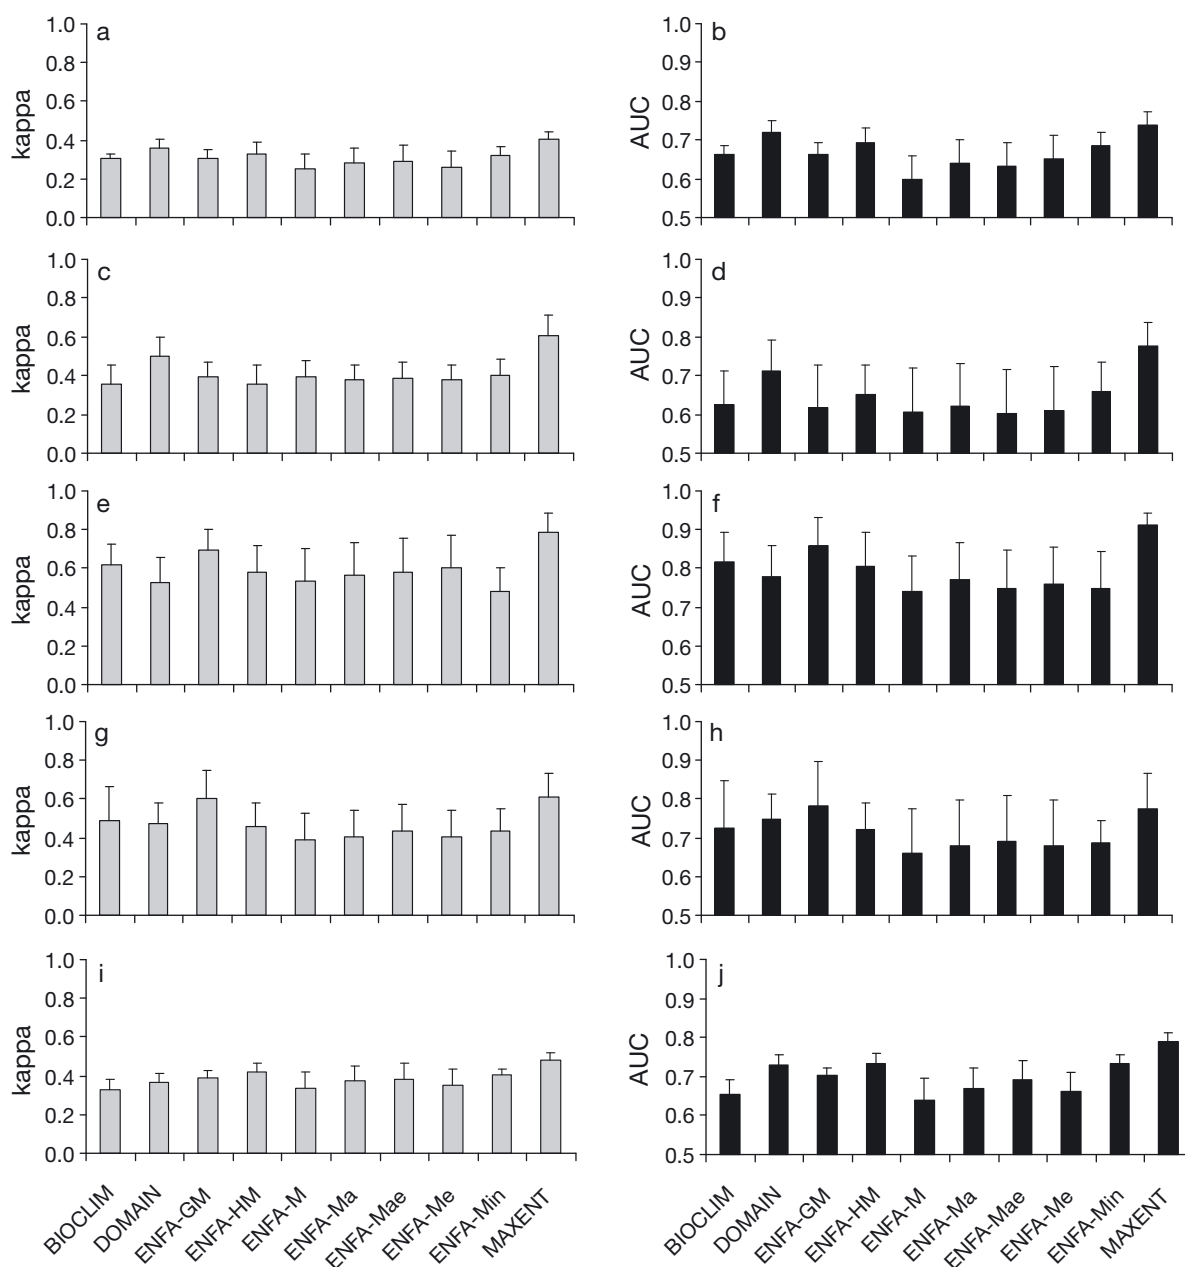 a
1.0
0.8
0.6
0.4
0.2
0.0
kappa
b
1.0
0.9
0.8
0.7
0.6
0.5
AUC
c
1.0
0.8
0.6
0.4
0.2
0.0
kappa
d
1.0
0.9
0.8
0.7
0.6
0.5
AUC
e
1.0
0.8
0.6
0.4
0.2
0.0
kappa
f
1.0
0.9
0.8
0.7
0.6
0.5
AUC
g
1.0
0.8
0.6
0.4
0.2
0.0
kappa
h
1.0
0.9
0.8
0.7
0.6
0.5
AUC
i
1.0
0.8
0.6
0.4
0.2
0.0
kappa
j
1.0
0.9
0.8
0.7
0.6
0.5
AUC
BIOCLIM
DOMAIN
ENFA-GM
ENFA-HM
ENFA-M
ENFA-Ma
ENFA-Mae
ENFA-Me
ENFA-Min
MAXENT
BIOCLIM
DOMAIN
ENFA-GM
ENFA-HM
ENFA-M
ENFA-Ma
ENFA-Mae
ENFA-Me
ENFA-Min
MAXENT